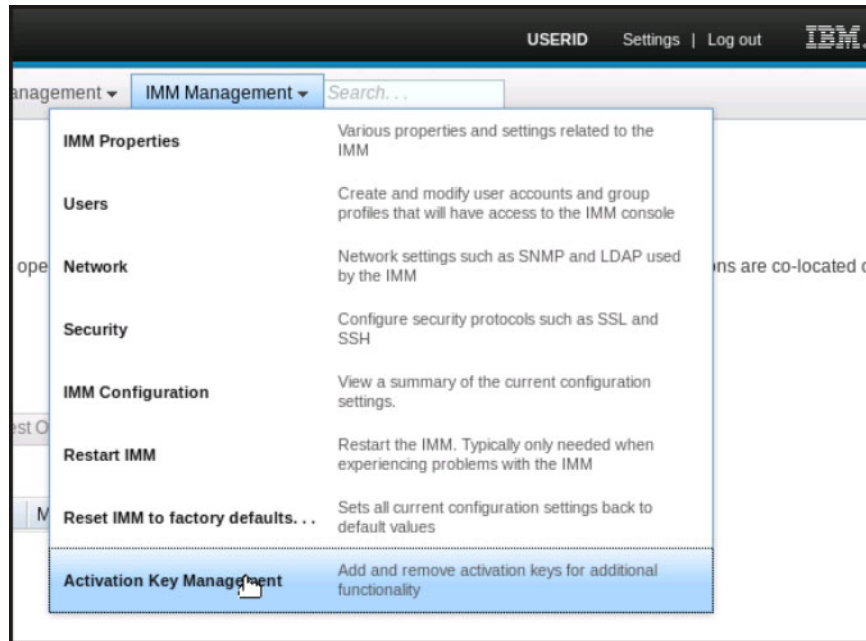 USERID Settings | Log out IBM.
anagement IMM Management Search. . .
IMM Properties
Various properties and settings related to the
IMM
Users
Create and modify user accounts and group
profiles that will have access to the IMM console
ope
Network
Network settings such as SNMP and LDAP used
by the IMM
ns are co-located o
Security
Configure security protocols such as SSL and
SSH
IMM Configuration
View a summary of the current configuration
settings.
est O
Restart IMM
Restart the IMM. Typically only needed when
experiencing problems with the IMM
M
Reset IMM to factory defaults. . .
Sets all current configuration settings back to
default values
Activation Key Management
Add and remove activation keys for additional
functionality